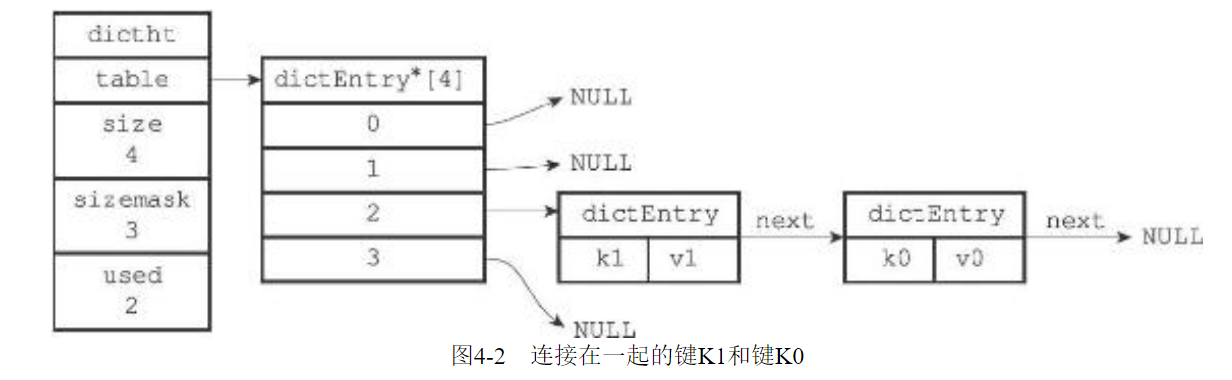 dictht
table
size
4
sizemask
3
used
2
dictEntry*[4]
0
1
2
3
NULL
NULL
NULL
dictEntry
k1 v1
next
dictEntry
k0 v0
next
NULL
图4-2 连接在一起的键K1和键K0